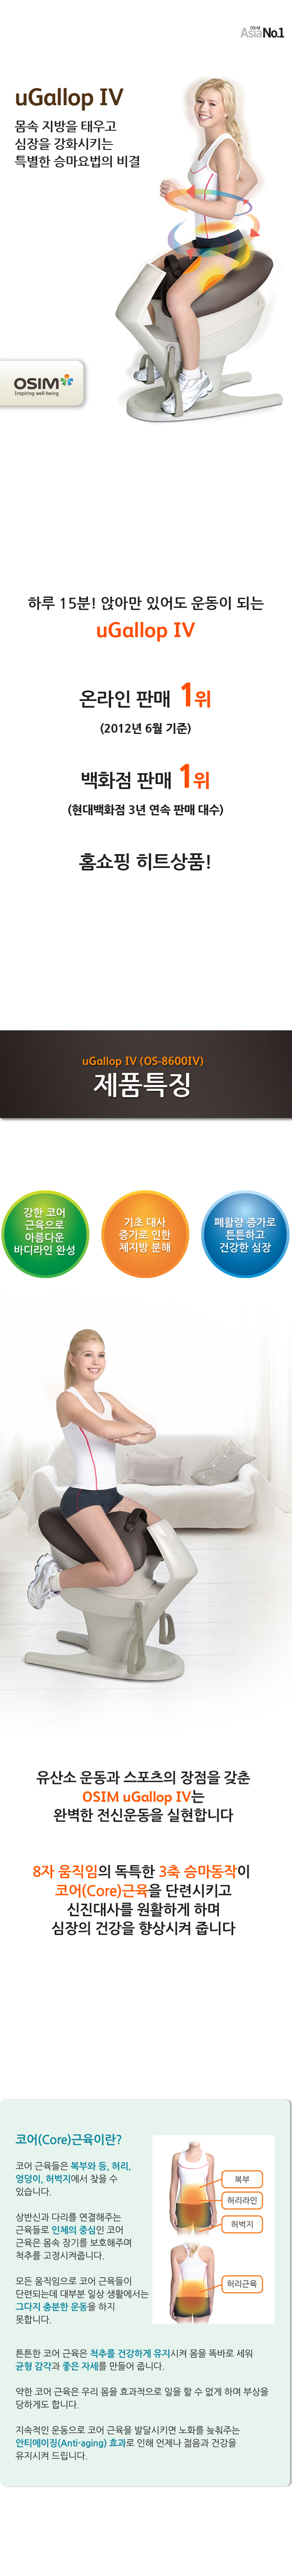 OSIM
Asia No.1
uGallop IV
몸속 지방을 태우고
심장을 강화시키는
특별한 승마요법의 비결
OSIM
Inspiring well-being
하루 15분! 앉아만 있어도 운동이 되는
uGallop IV
온라인 판매 1위
(2012년 6월 기준)
백화점 판매 1위
(현대백화점 3년 연속 판매 대수)
홈쇼핑 히트상품!
uGallop IV (OS-8600IV)
제품특징
강한 코어
근육으로
아름다운
바디라인 완성
기초 대사
증가로 인한
체지방 분해
폐활량 증가로
튼튼하고
건강한 심장
유산소 운동과 스포츠의 장점을 갖춘
OSIM uGallop IV는
완벽한 전신운동을 실현합니다
8자 움직임의 독특한 3축 승마동작이
코어(Core)근육을 단련시키고
신진대사를 원활하게 하며
심장의 건강을 향상시켜 줍니다
코어(Core)근육이란?
코어 근육들은 복부와 등, 허리,
엉덩이, 허벅지에서 찾을 수
있습니다.
상반신과 다리를 연결해주는
근육들로 인체의 중심인 코어
근육은 몸속 장기를 보호해주며
척추를 고정시켜줍니다.
모든 움직임으로 코어 근육들이
단련되는데 대부분 일상 생활에서는
그다지 충분한 운동을 하지
못합니다.
복부
허리라인
허벅지
허리근육
튼튼한 코어 근육은 척추를 건강하게 유지시켜 몸을 똑바로 세워
균형 감각과 좋은 자세를 만들어 줍니다.
약한 코어 근육은 우리 몸을 효과적으로 일을 할 수 없게 하며 부상을
당하게도 합니다.
지속적인 운동으로 코어 근육을 발달시키면 노화를 늦춰주는
안티에이징(Anti-aging) 효과로 인해 언제나 젊음과 건강을
유지시켜 드립니다.